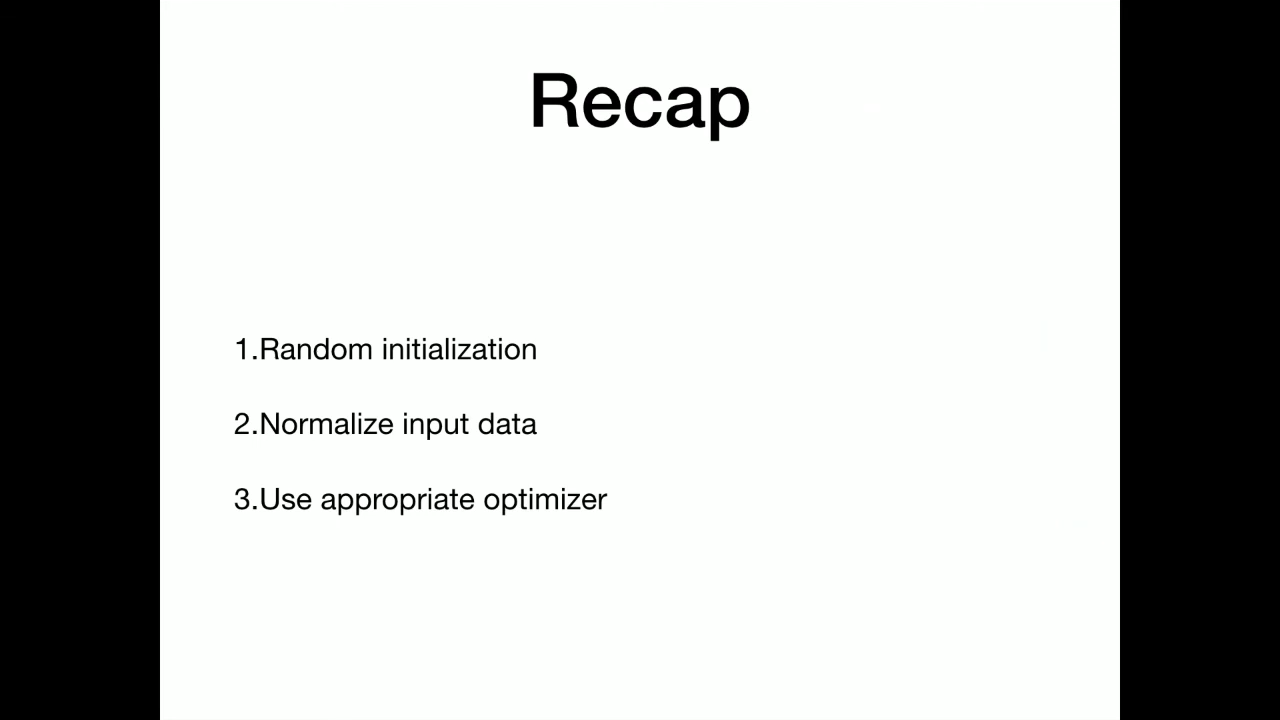 Recap
1.Random initialization
2.Normalize input data
3.Use appropriate optimizer